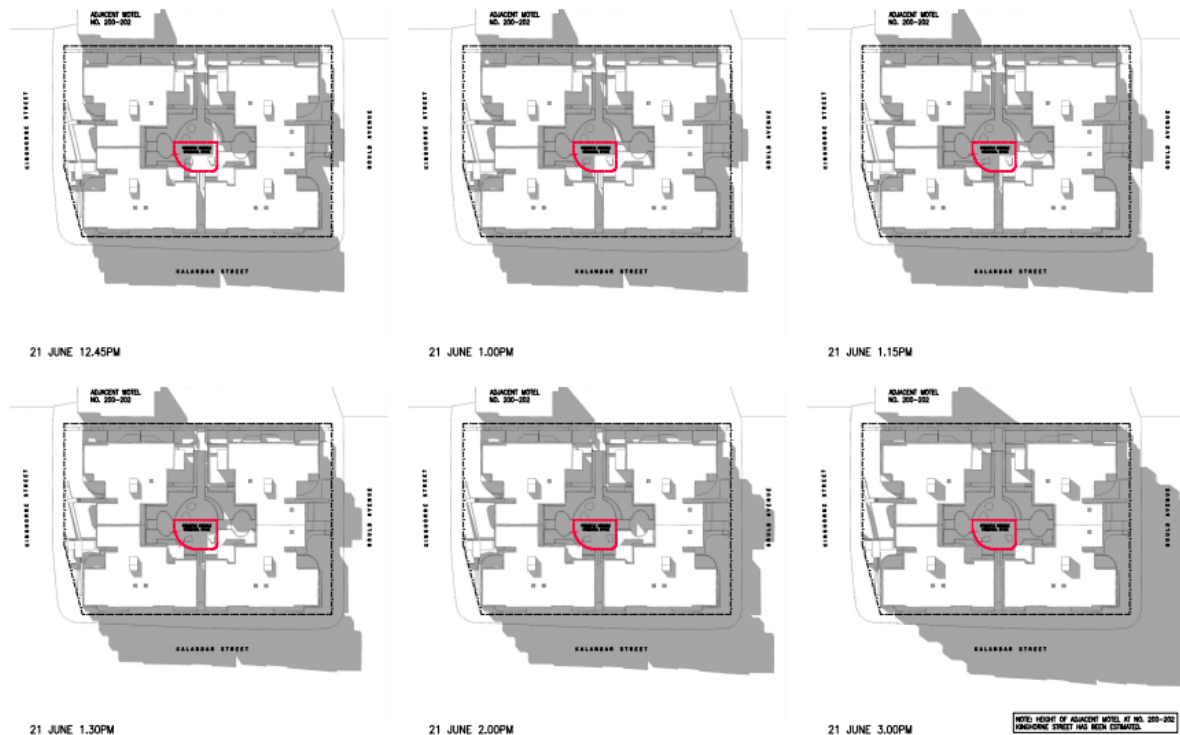 ADJACENT MOTEL
NO. 200-202
KINGHORNE STREET
GOULD AVENUE
KALANDAR STREET
21 JUNE 12.45PM
ADJACENT MOTEL
NO. 200-202
KINGHORNE STREET
GOULD AVENUE
KALANDAR STREET
21 JUNE 1.00PM
ADJACENT MOTEL
NO. 200-202
KINGHORNE STREET
GOULD AVENUE
KALANDAR STREET
21 JUNE 1.15PM
ADJACENT MOTEL
NO. 200-202
KINGHORNE STREET
GOULD AVENUE
KALANDAR STREET
21 JUNE 1.30PM
ADJACENT MOTEL
NO. 200-202
KINGHORNE STREET
GOULD AVENUE
KALANDAR STREET
21 JUNE 2.00PM
ADJACENT MOTEL
NO. 200-202
KINGHORNE STREET
GOULD AVENUE
KALANDAR STREET
21 JUNE 3.00PM
NOTE: HEIGHT OF ADJACENT MOTEL AT NO. 200-202
KINGHORNE STREET HAS BEEN ESTIMATED.